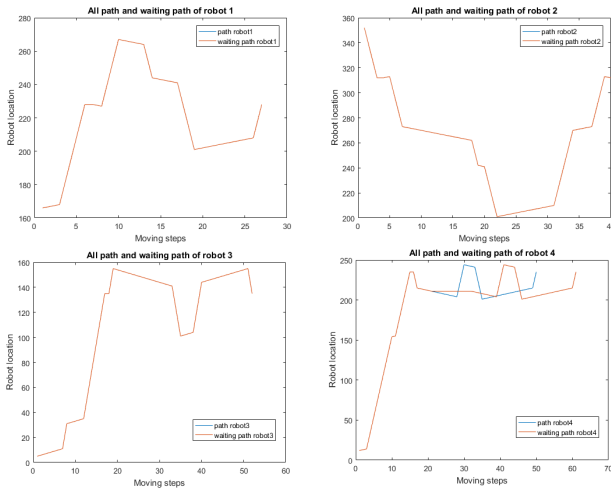 All path and waiting path of robot 1
280
260
240
220
200
180
160
0 5 10 15 20 25 30
Robot location
Moving steps
path robot1
waiting path robot1
All path and waiting path of robot 2
360
340
320
300
280
260
240
220
200
0 5 10 15 20 25 30 35 40
Robot location
Moving steps
path robot2
waiting path robot2
All path and waiting path of robot 3
160
140
120
100
80
60
40
20
0
0 10 20 30 40 50 60
Robot location
Moving steps
path robot3
waiting path robot3
All path and waiting path of robot 4
250
200
150
100
50
0
0 10 20 30 40 50 60 70
Robot location
Moving steps
path robot4
waiting path robot4